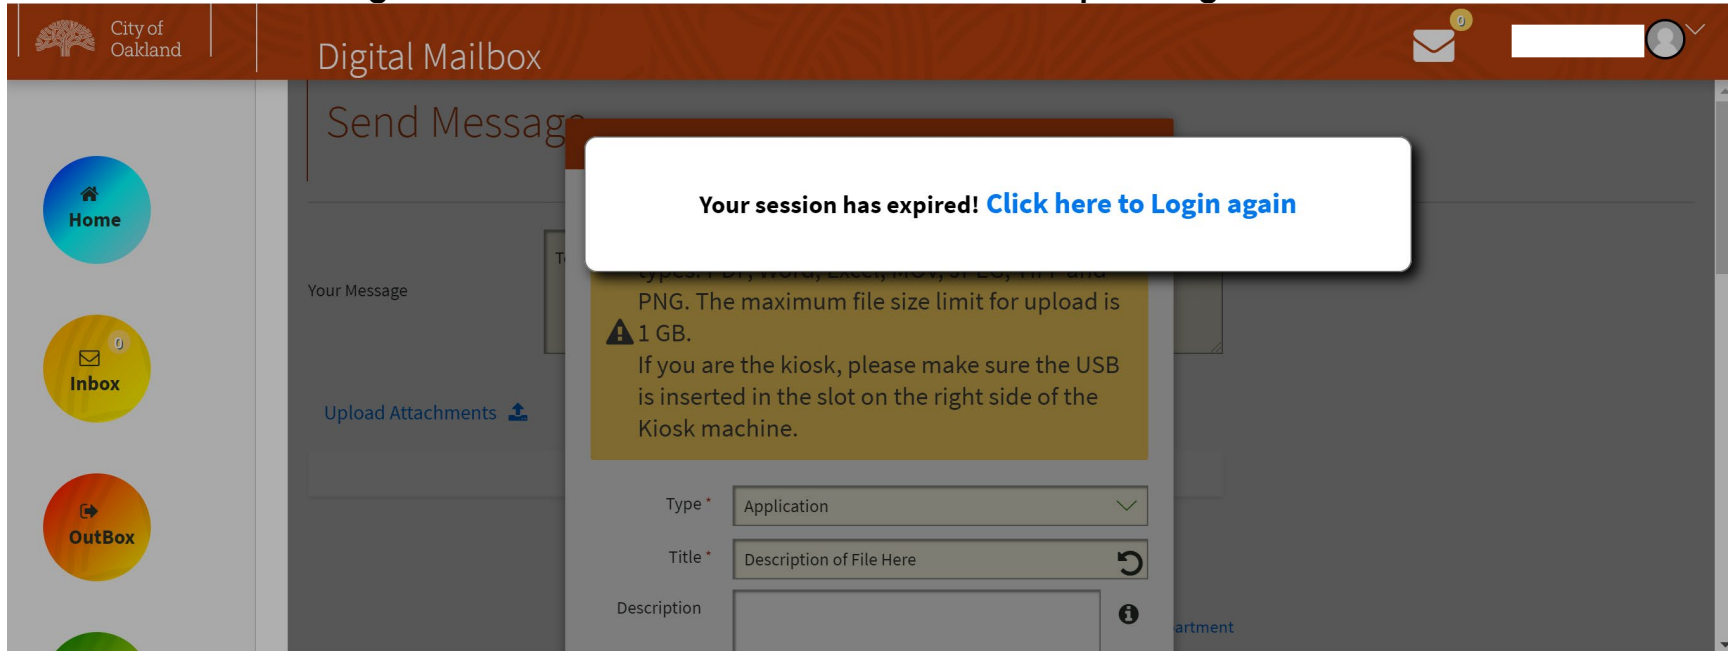 City of
Oakland
Digital Mailbox
0
Send Message
Your session has expired! Click here to Login again
Home
Your Message
PNG. The maximum file size limit for upload is
1 GB.
If you are the kiosk, please make sure the USB
is inserted in the slot on the right side of the
Kiosk machine.
0
Inbox
Upload Attachments
OutBox
Type *
Application
Title *
Description of File Here
Description
artment